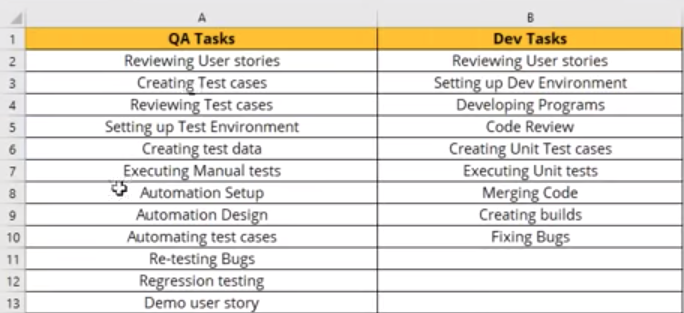 A B
1 QA Tasks Dev Tasks
2 Reviewing User stories Reviewing User stories
3 Creating Test cases Setting up Dev Environment
4 Reviewing Test cases Developing Programs
5 Setting up Test Environment Code Review
6 Creating test data Creating Unit Test cases
7 Executing Manual tests Executing Unit tests
8 Automation Setup Merging Code
9 Automation Design Creating builds
10 Automating test cases Fixing Bugs
11 Re-testing Bugs
12 Regression testing
13 Demo user story